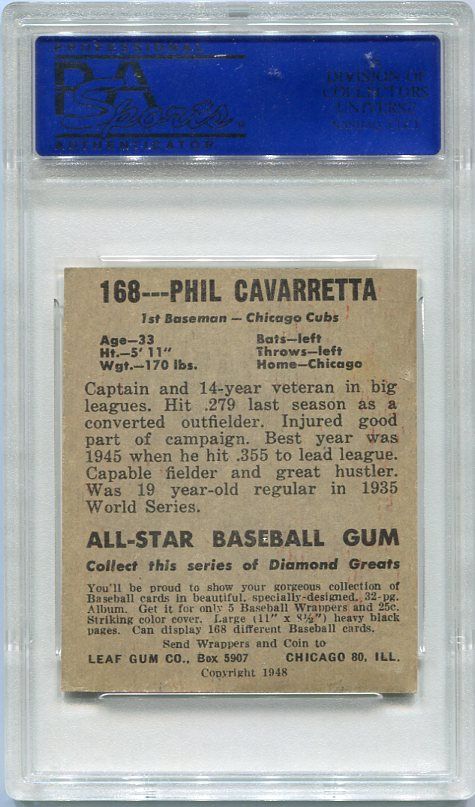 PROFESSIONAL
PSA
Sports
AUTHENTICATOR
A
DIVISION OF
COLLECTORS
UNIVERSE
168---PHIL CAVARRETTA
1st Baseman – Chicago Cubs
Age—33 Bats—left
Ht.—5' 11" Throws—left
Wgt.—170 lbs. Home—Chicago
Captain and 14-year veteran in big
leagues. Hit .279 last season as a
converted outfielder. Injured good
part of campaign. Best year was
1945 when he hit .355 to lead league.
Capable fielder and great hustler.
Was 19 year-old regular in 1935
World Series.
ALL-STAR BASEBALL GUM
Collect this series of Diamond Greats
You'll be proud to show your gorgeous collection of
Baseball cards in beautiful, specially-designed, 32-pg.
Album. Get it for only 5 Baseball Wrappers and 25c.
Striking color cover. Large (11" x 8½") heavy black
pages. Can display 168 different Baseball cards.
Send Wrappers and Coin to
LEAF GUM CO., Box 5907 CHICAGO 80, ILL.
Copyright 1948